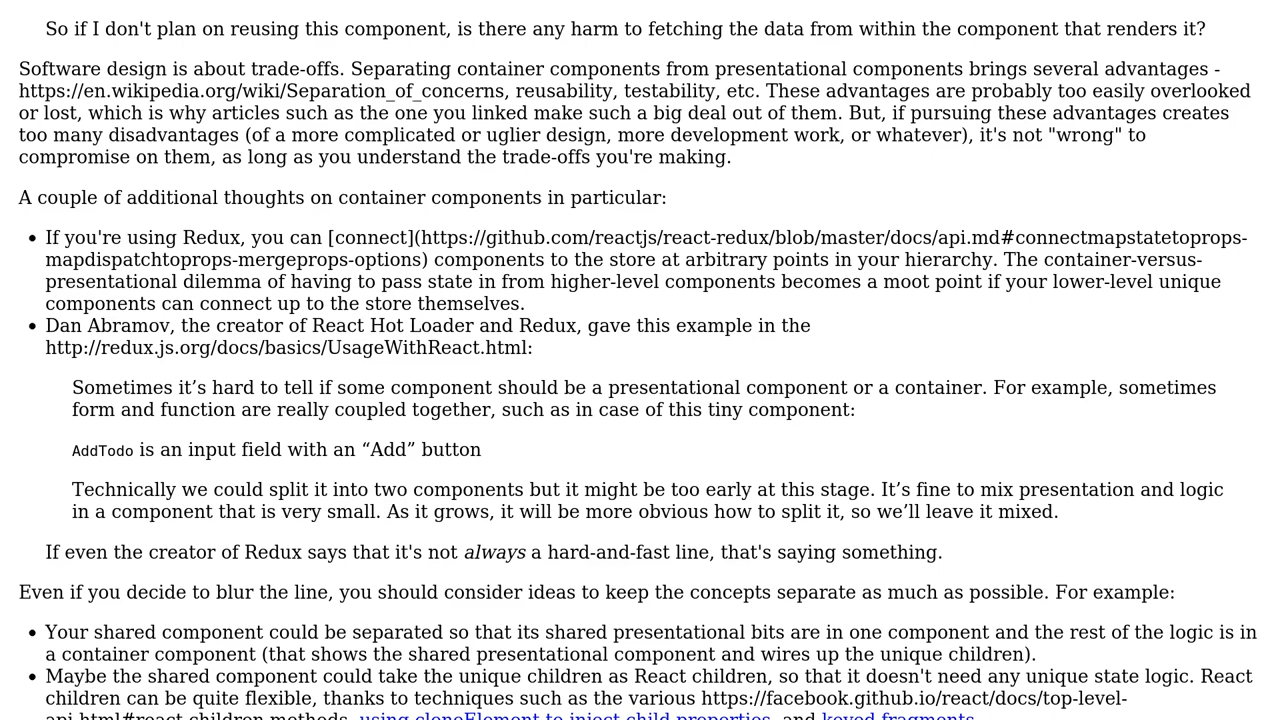 So if I don't plan on reusing this component, is there any harm to fetching the data from within the component that renders it?
Software design is about trade-offs. Separating container components from presentational components brings several advantages -
https://en.wikipedia.org/wiki/Separation_of_concerns, reusability, testability, etc. These advantages are probably too easily overlooked
or lost, which is why articles such as the one you linked make such a big deal out of them. But, if pursuing these advantages creates
too many disadvantages (of a more complicated or uglier design, more development work, or whatever), it's not "wrong" to
compromise on them, as long as you understand the trade-offs you're making.
A couple of additional thoughts on container components in particular:
• If you're using Redux, you can [connect](https://github.com/reactjs/react-redux/blob/master/docs/api.md#connectmapstatetoprops-
mapdispatchtoprops-mergeprops-options) components to the store at arbitrary points in your hierarchy. The container-versus-
presentational dilemma of having to pass state in from higher-level components becomes a moot point if your lower-level unique
components can connect up to the store themselves.
• Dan Abramov, the creator of React Hot Loader and Redux, gave this example in the
http://redux.js.org/docs/basics/UsageWithReact.html:
Sometimes it’s hard to tell if some component should be a presentational component or a container. For example, sometimes
form and function are really coupled together, such as in case of this tiny component:
AddTodo is an input field with an “Add” button
Technically we could split it into two components but it might be too early at this stage. It’s fine to mix presentation and logic
in a component that is very small. As it grows, it will be more obvious how to split it, so we’ll leave it mixed.
If even the creator of Redux says that it's not always a hard-and-fast line, that's saying something.
Even if you decide to blur the line, you should consider ideas to keep the concepts separate as much as possible. For example:
• Your shared component could be separated so that its shared presentational bits are in one component and the rest of the logic is in
a container component (that shows the shared presentational component and wires up the unique children).
• Maybe the shared component could take the unique children as React children, so that it doesn't need any unique state logic. React
children can be quite flexible, thanks to techniques such as the various https://facebook.github.io/react/docs/top-level-
api.html#react.children methods, using cloneElement to inject child properties, and keyed fragments.